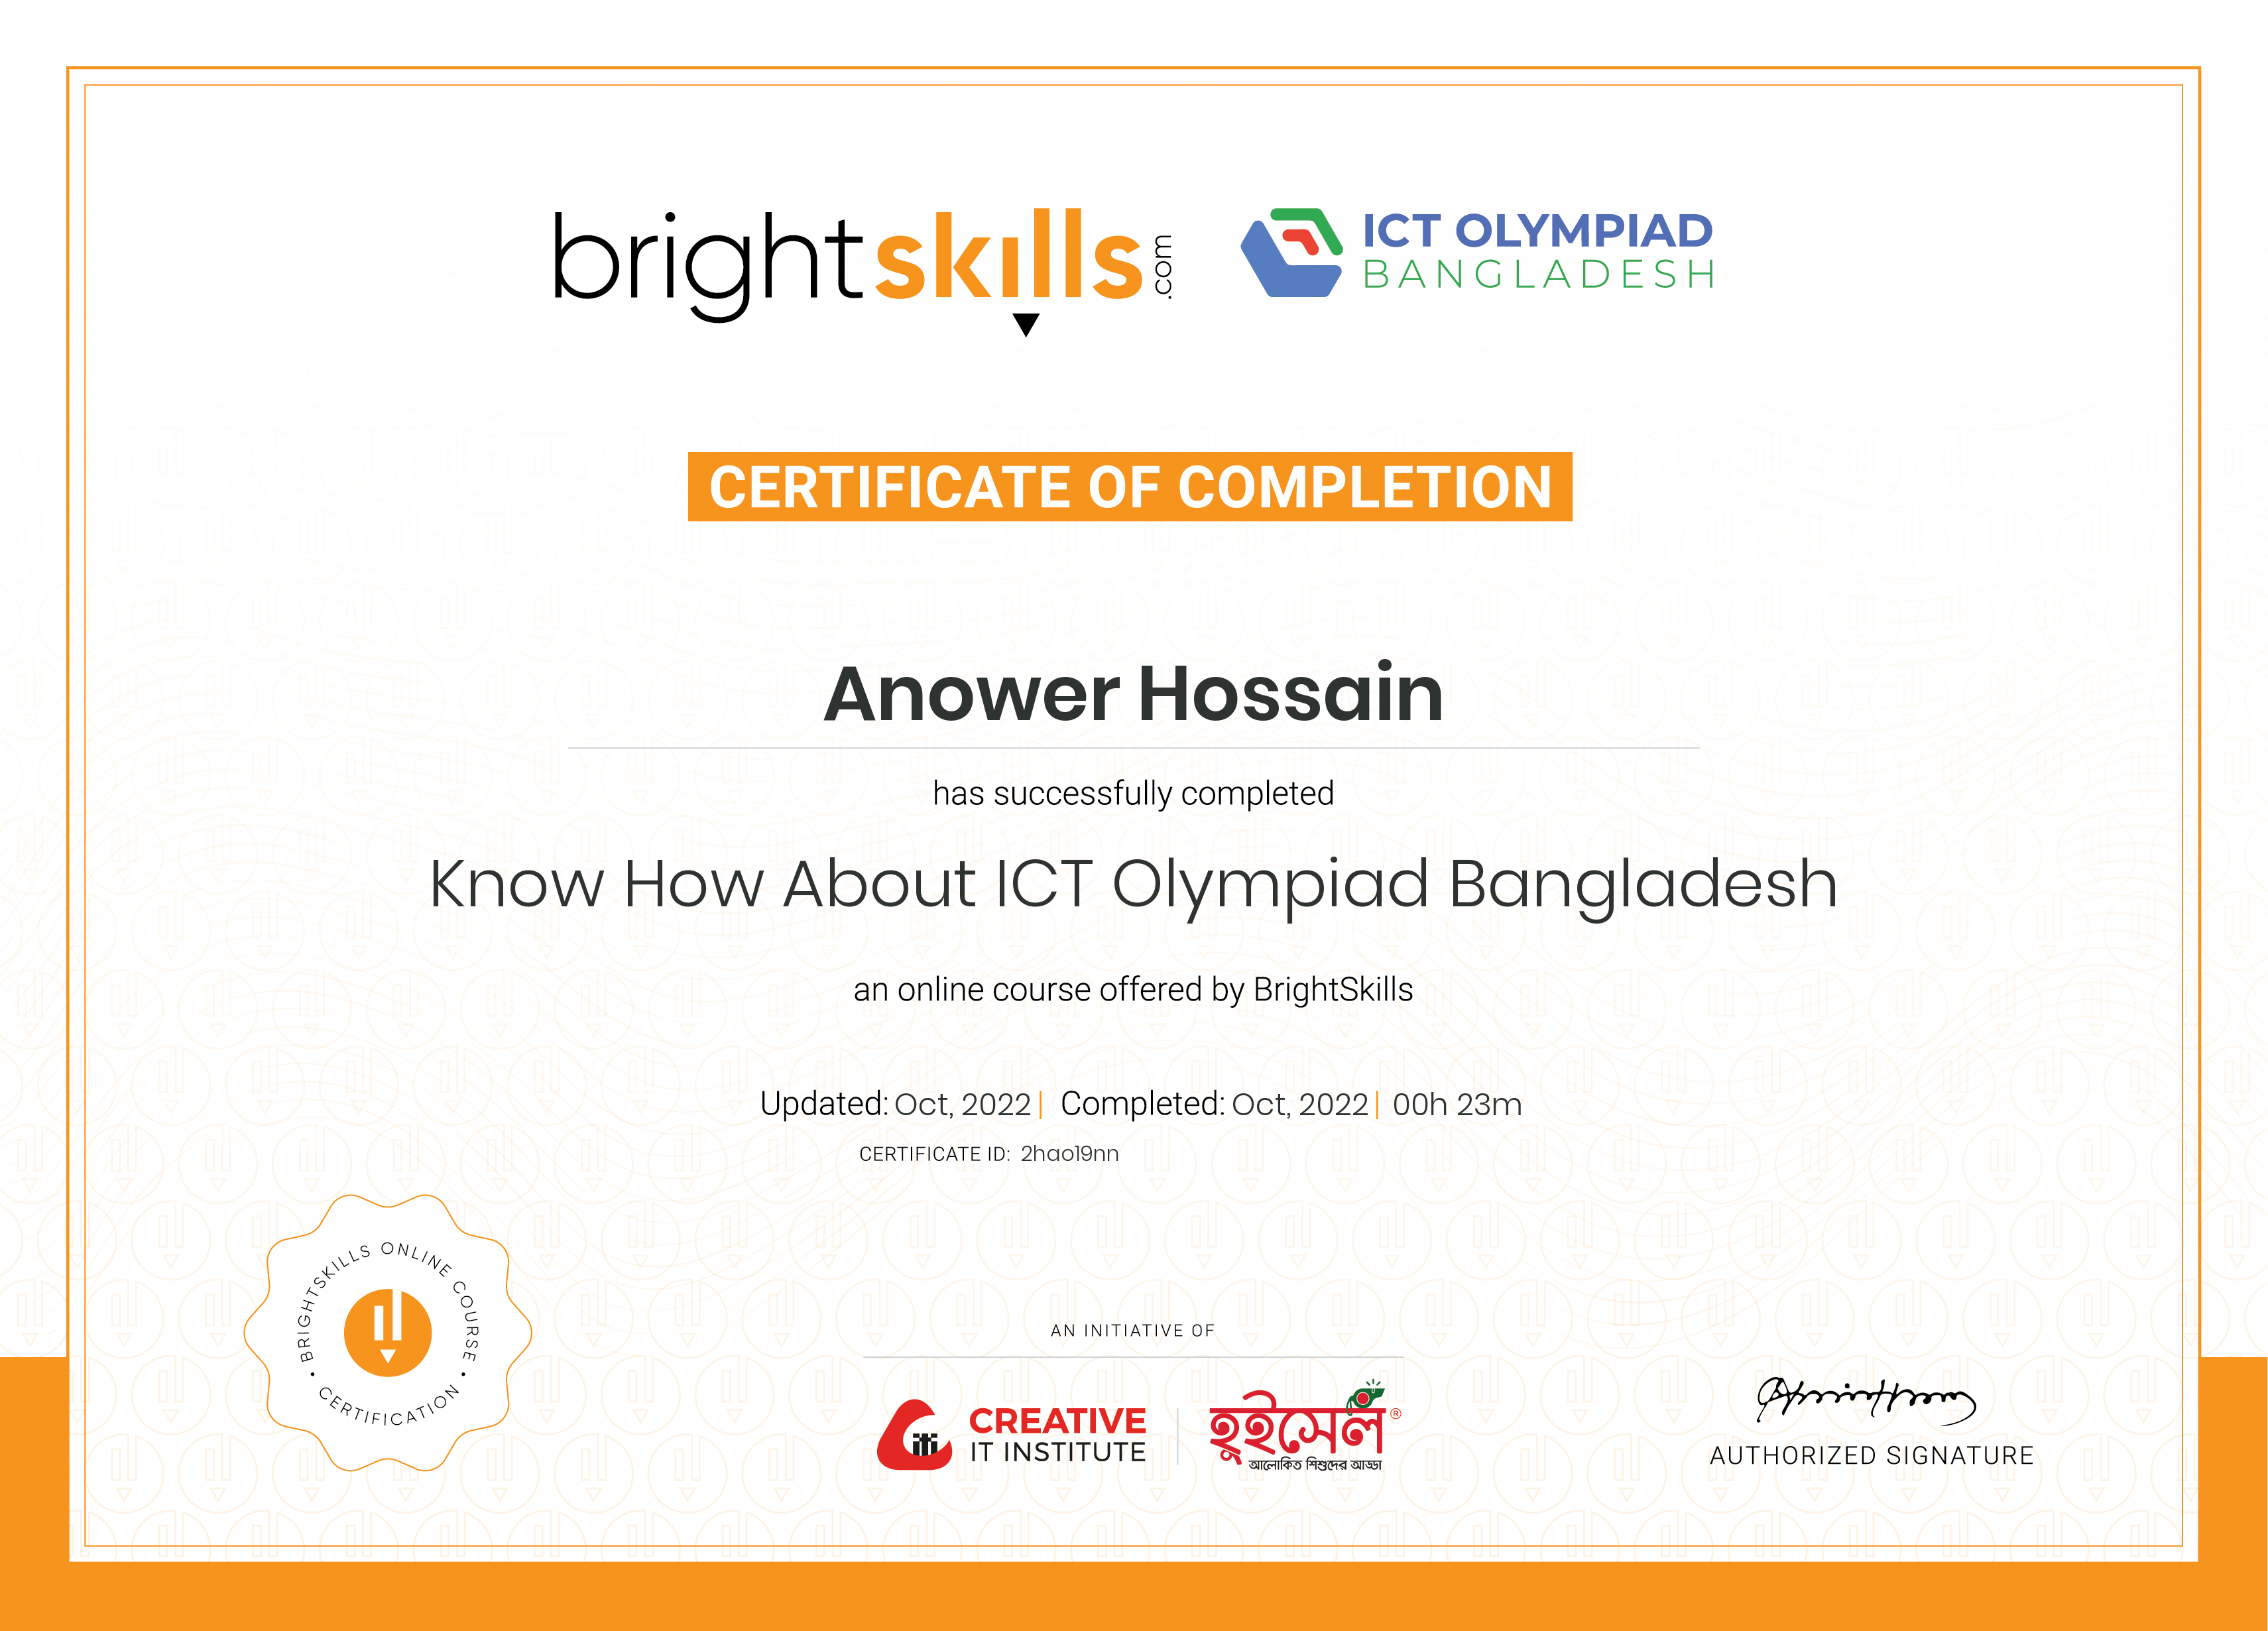 brightskills.com
ICT OLYMPIAD
BANGLADESH
CERTIFICATE OF COMPLETION
Anower Hossain
has successfully completed
Know How About ICT Olympiad Bangladesh
an online course offered by BrightSkills
Updated: Oct, 2022 | Completed: Oct, 2022 | 00h 23m
CERTIFICATE ID: 2hao19nn
BRIGHTSKILLS ONLINE COURSE
• CERTIFICATION •
AN INITIATIVE OF
CREATIVE
IT INSTITUTE
হুইসেল®
আলোকিত শিশুদের আড্ডা
AUTHORIZED SIGNATURE